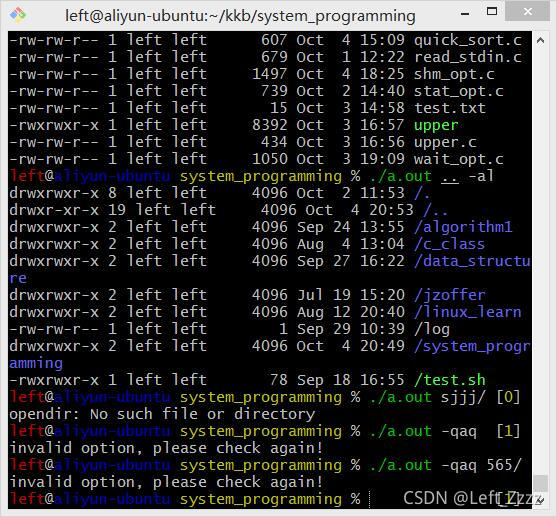 left@aliyun-ubuntu:~/kkb/system_programming
-rw-rw-r-- 1 left left 607 Oct 4 15:09 quick_sort.c
-rw-rw-r-- 1 left left 679 Oct 1 12:22 read_stdin.c
-rw-rw-r-- 1 left left 1497 Oct 4 18:25 shm_opt.c
-rw-rw-r-- 1 left left 739 Oct 2 14:40 stat_opt.c
-rw-rw-r-- 1 left left 15 Oct 3 14:58 test.txt
-rwxrwxr-x 1 left left 8392 Oct 3 16:57 upper
-rw-rw-r-- 1 left left 434 Oct 3 16:56 upper.c
-rw-rw-r-- 1 left left 1050 Oct 3 19:09 wait_opt.c
left@aliyun-ubuntu system_programming % ./a.out .. -al
drwxrwxr-x 8 left left 4096 Oct 2 11:53 /.
drwxr-xr-x 19 left left 4096 Oct 4 20:53 /..
drwxrwxr-x 2 left left 4096 Sep 24 13:55 /algorithm1
drwxrwxr-x 2 left left 4096 Aug 4 13:04 /c_class
drwxrwxr-x 2 left left 4096 Sep 27 16:22 /data_structu
re
drwxrwxr-x 2 left left 4096 Jul 19 15:20 /jzoffer
drwxrwxr-x 2 left left 4096 Aug 12 20:40 /linux_learn
-rw-rw-r-- 1 left left 1 Sep 29 10:39 /log
drwxrwxr-x 2 left left 4096 Oct 4 20:49 /system_progr
amming
-rwxrwxr-x 1 left left 78 Sep 18 16:55 /test.sh
left@aliyun-ubuntu system_programming % ./a.out sjjj/ [0]
opendir: No such file or directory
left@aliyun-ubuntu system_programming % ./a.out -qaq [1]
invalid option, please check again!
left@aliyun-ubuntu system_programming % ./a.out -qaq 565/
invalid option, please check again!
left@aliyun-ubuntu system_programming % [1]
CSDN @Left_Zzzz